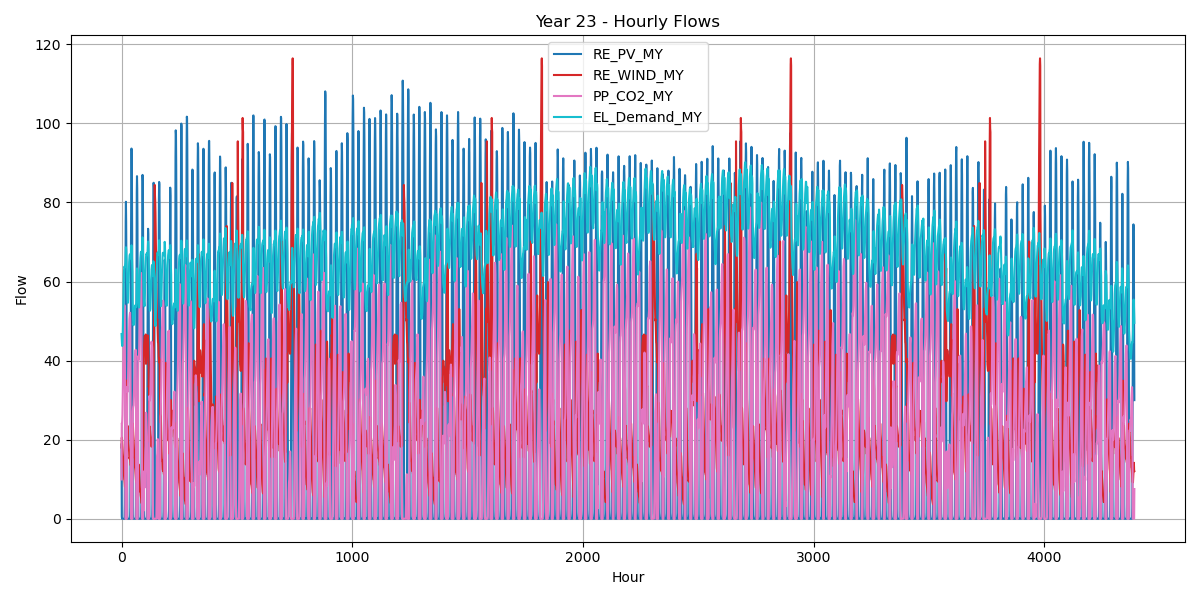 Year 23 - Hourly Flows
RE_PV_MY
RE_WIND_MY
PP_CO2_MY
EL_Demand_MY
120
100
80
60
40
20
0
Flow
0 1000 2000 3000 4000
Hour